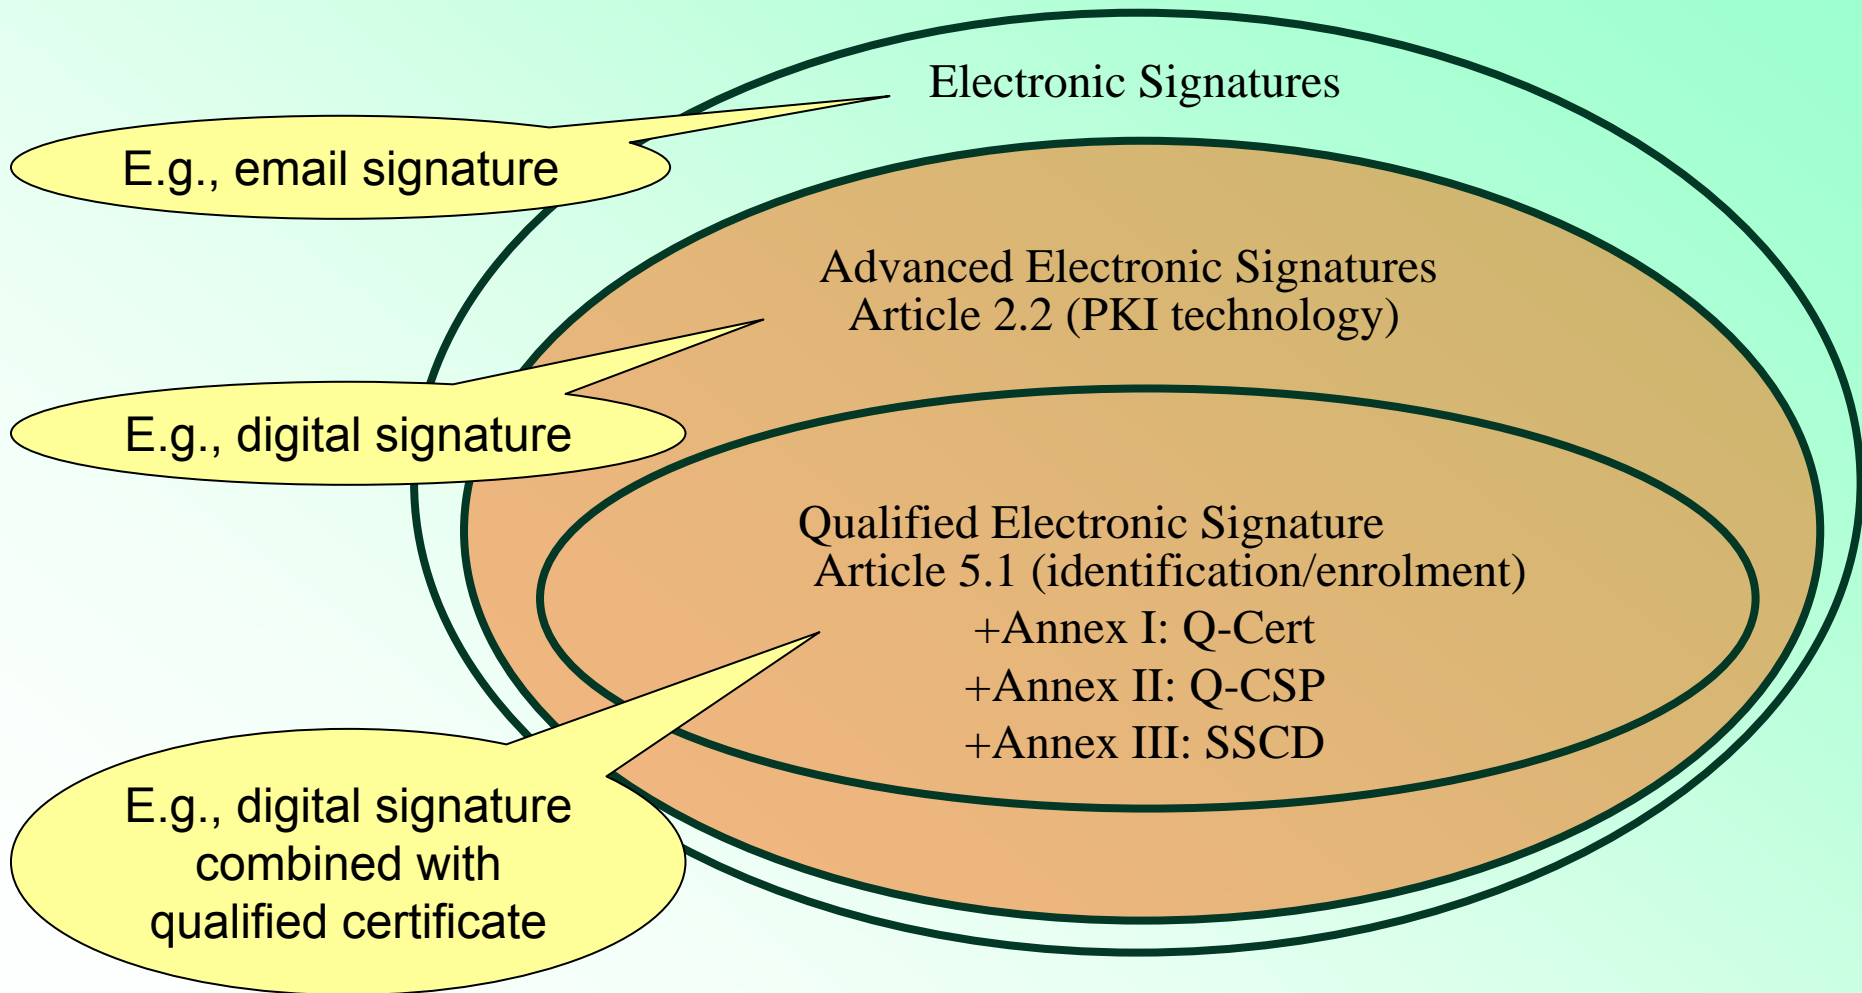 Electronic Signatures
E.g., email signature
Advanced Electronic Signatures
Article 2.2 (PKI technology)
E.g., digital signature
Qualified Electronic Signature
Article 5.1 (identification/enrolment)
+Annex I: Q-Cert
+Annex II: Q-CSP
+Annex III: SSCD
E.g., digital signature
combined with
qualified certificate